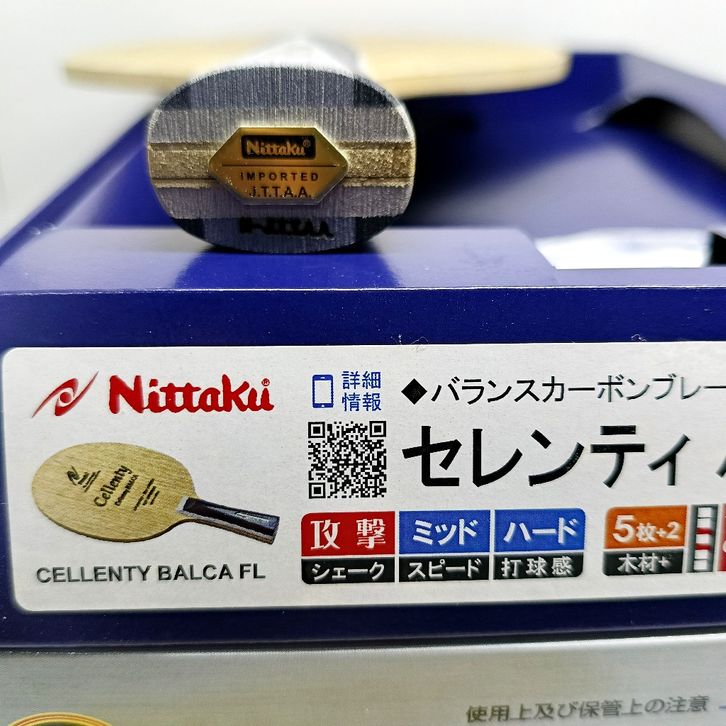 Nittaku®
IMPORTED
J.T.T.A.A.
Nittaku®
詳細
情報
◆バランスカーボンブレー
セレンティ
Cellenty
攻撃
ミッド
ハード
5枚+2
シェーク
スピード
打球感
木材+
CELLENTY BALCA FL
使用上及び保管上の注意